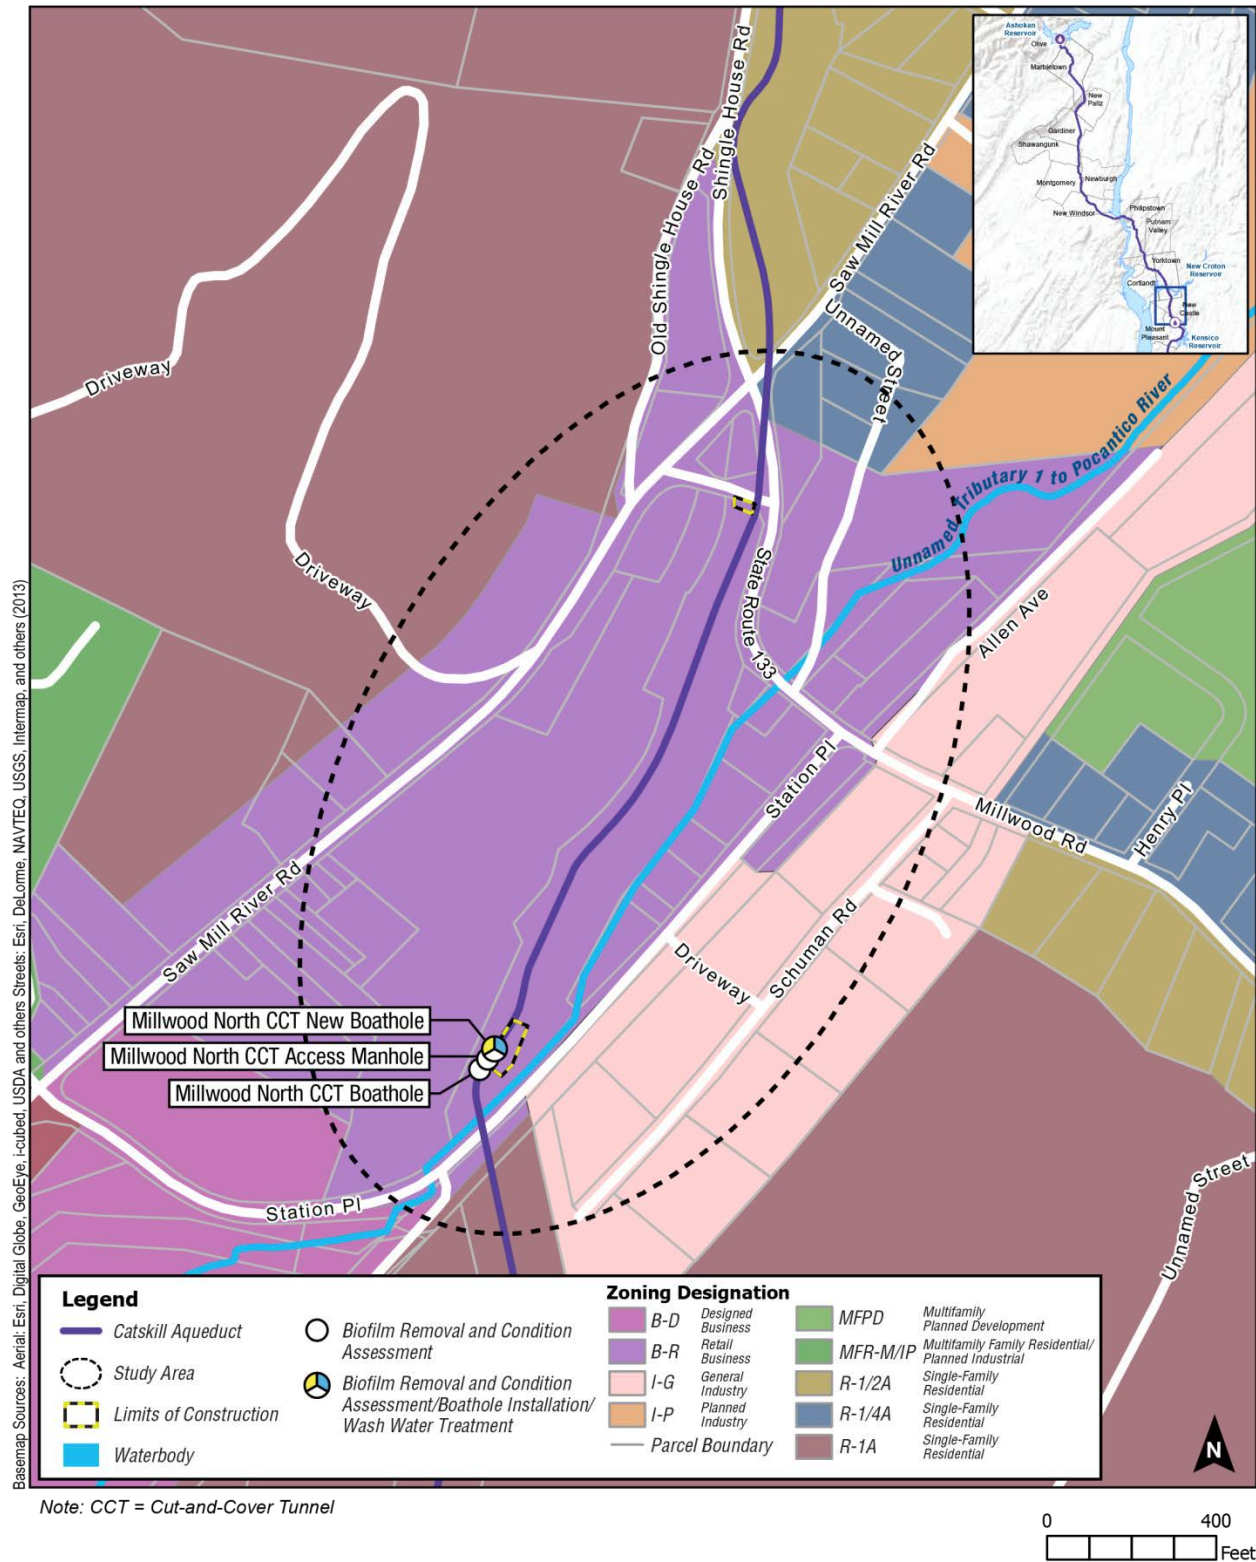 Shingle House Rd
Old Shingle House Rd
Saw Mill River Rd
Unnamed Street
Driveway
Driveway
Unnamed Tributary 1 to Pocantico River
State Route 133
Allen Ave
Station Pl
Millwood Rd
Henry Pl
Saw Mill River Rd
Schuman Rd
Driveway
Millwood North CCT New Boathole
Millwood North CCT Access Manhole
Millwood North CCT Boathole
Station Pl
Unnamed Street
Ashokan
Reservoir
Olive
Marbletown
New
Paltz
Gardiner
Shawangunk
Montgomery
Newburgh
New Windsor
Philipstown
Putnam
Valley
Yorktown
New Croton
Reservoir
Cortlandt
New
Castle
Mount
Pleasant
Kensico
Reservoir
Basemap Sources: Aerial: Esri, Digital Globe, GeoEye, i-cubed, USDA and others Streets: Esri, DeLorme, NAVTEQ, USGS, Intermap, and others (2013)
Legend
Catskill Aqueduct
Study Area
Limits of Construction
Waterbody
Biofilm Removal and Condition
Assessment
Biofilm Removal and Condition
Assessment/Boathole Installation/
Wash Water Treatment
Zoning Designation
B-D Designed
Business
B-R Retail
Business
I-G General
Industry
I-P Planned
Industry
Parcel Boundary
MFPD Multifamily
Planned Development
MFR-M/IP Multifamily Family Residential/
Planned Industrial
R-1/2A Single-Family
Residential
R-1/4A Single-Family
Residential
R-1A Single-Family
Residential
N
Note: CCT = Cut-and-Cover Tunnel
0 400
Feet